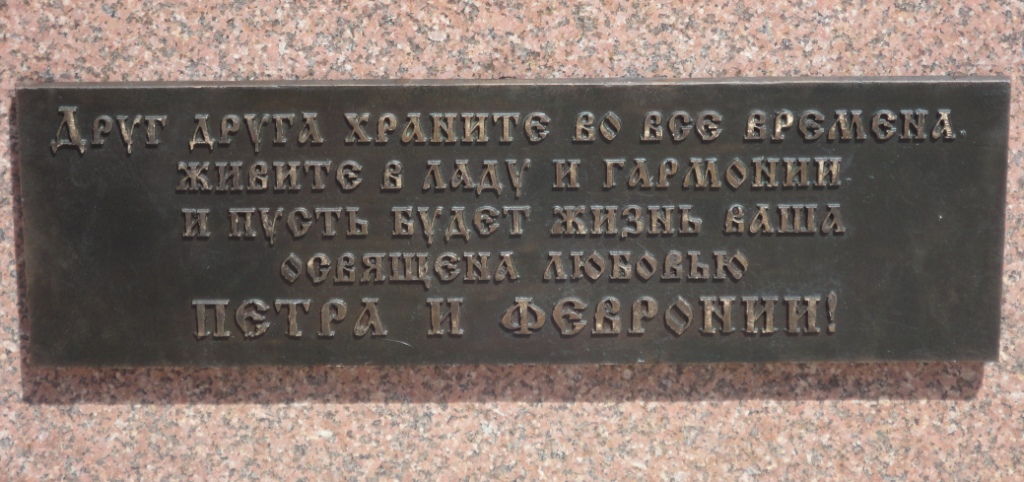 Друг друга храните во все времена.
живите в ладу и гармонии
и пусть будет жизнь ваша
освящена любовью
Петра и Февронии!